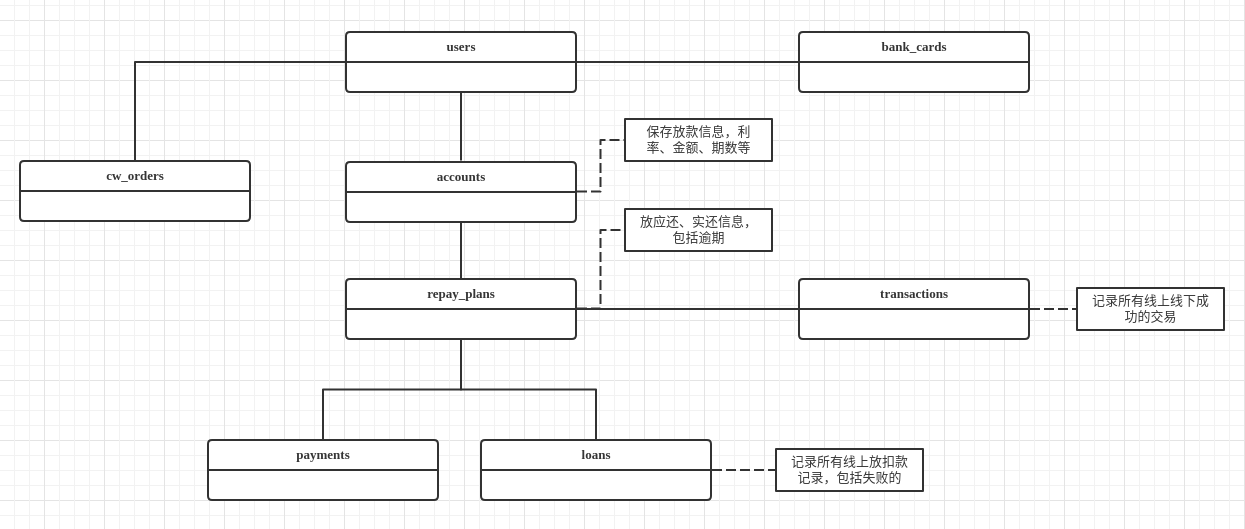 users
bank_cards
保存放款信息，利
率、金额、期数等
cw_orders
accounts
放应还、实还信息，
包括逾期
repay_plans
transactions
记录所有线上线下成
功的交易
payments
loans
记录所有线上放扣款
记录，包括失败的